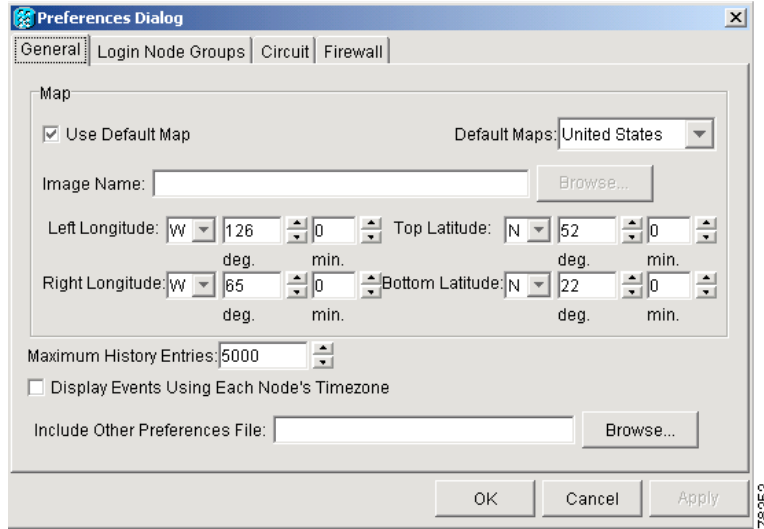 Preferences Dialog
General Login Node Groups Circuit Firewall
Map
Use Default Map Default Maps: United States
Image Name: Browse...
Left Longitude: W 126 0 Top Latitude: N 52 0
deg. min. deg. min.
Right Longitude: W 65 0 Bottom Latitude: N 22 0
deg. min. deg. min.
Maximum History Entries: 5000
Display Events Using Each Node's Timezone
Include Other Preferences File: Browse...
OK Cancel Apply
78252